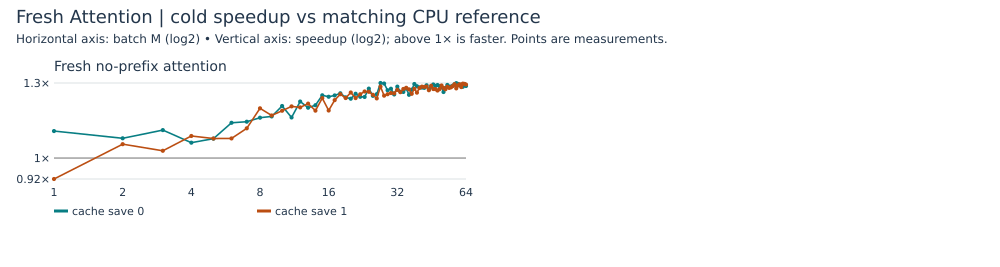 Fresh Attention | cold speedup vs matching CPU reference
Horizontal axis: batch M (log2) • Vertical axis: speedup (log2); above 1× is faster. Points are measurements.
Fresh no-prefix attention
1.3×
1×
0.92×
1 2 4 8 16 32 64
cache save 0 cache save 1